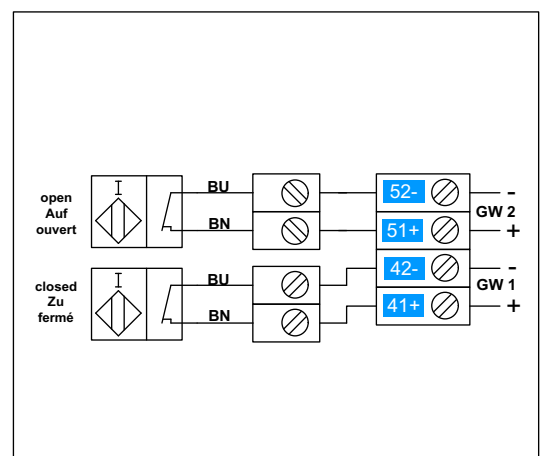 open
Auf
ouvert
BU
BN
52-
51+
-
GW 2
+
closed
Zu
fermé
BU
BN
42-
41+
-
GW 1
+
I
I